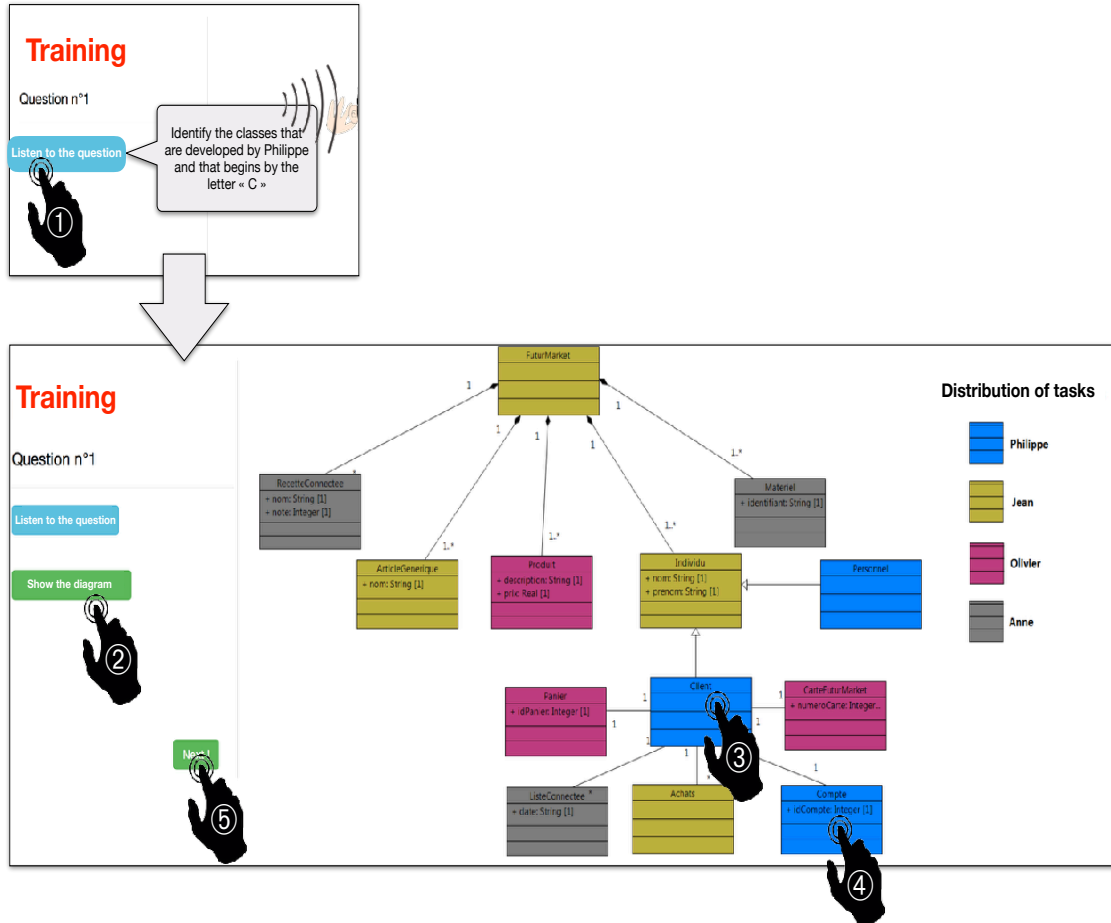 Training
Question n°1
Listen to the question
Identify the classes that
are developed by Philippe
and that begins by the
letter « C »
1
Training
Question n°1
Listen to the question
Show the diagram
2
Next !
5
FuturMarket
1
1
1
1
1
*
1..*
1..*
1..*
1..*
RecetteConnectee
+ nom: String [1]
+ note: Integer [1]
Materiel
+ identifiant: String [1]
ArticleGenerique
+ nom: String [1]
Produit
+ description: String [1]
+ prix: Real [1]
Individu
+ nom: String [1]
+ prenom: String [1]
Personnel
Panier
+ idPanier: Integer [1]
1
1
Client
3
1
1
CarteFuturMarket
+ numeroCarte: Integer...
1
1
1
ListeConnectee
*
+ date: String [1]
*
Achats
Compte
+ idCompte: Integer [1]
4
Distribution of tasks
Philippe
Jean
Olivier
Anne